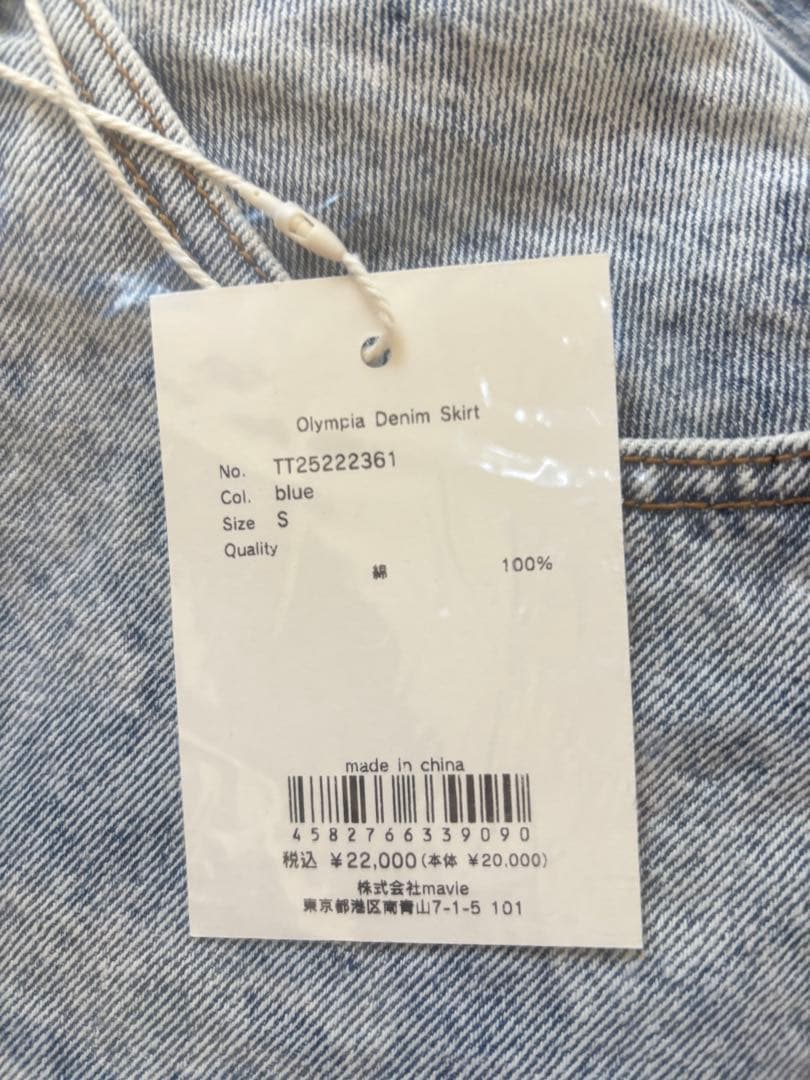 Olympia Denim Skirt
No. TT25222361
Col. blue
Size S
Quality
綿 100%
made in china
4582766339090
税込 ¥22,000(本体 ¥20,000)
株式会社mavie
東京都港区南青山7-1-5 101